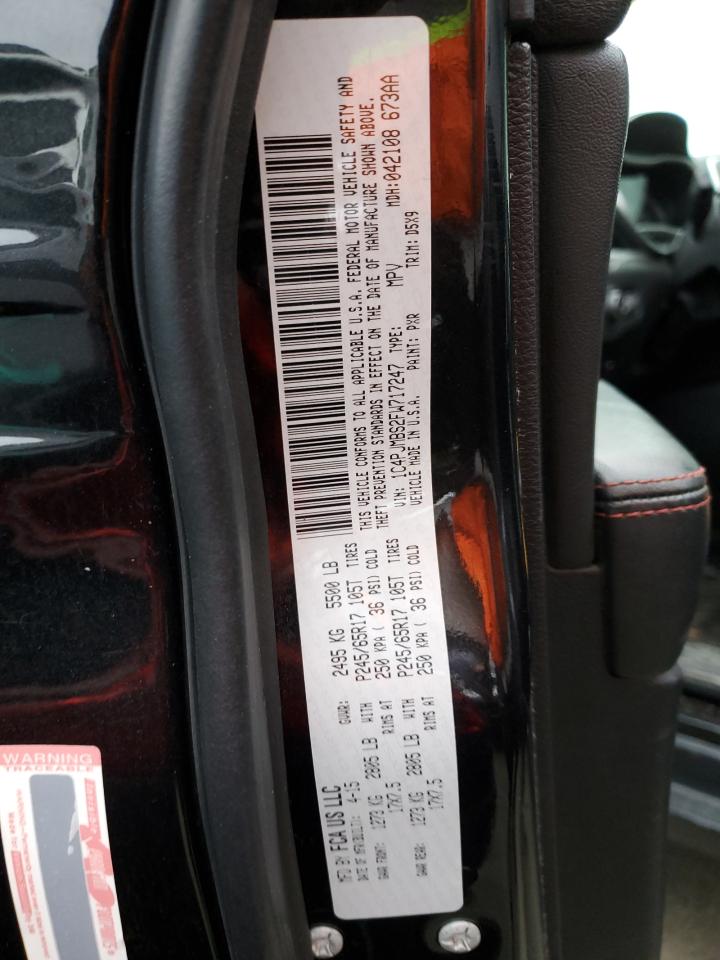 MFD BY FCA US LLC
DATE OF MFR(BUILT): 4-15 GVWR: 2495 KG 5500 LB
GAWR FRONT: 1273 KG 2805 LB WITH P245/65R17 105T TIRES
17X7.5 RIMS AT 250 KPA ( 36 PSI) COLD
GAWR REAR: 1273 KG 2805 LB WITH P245/65R17 105T TIRES
17X7.5 RIMS AT 250 KPA ( 36 PSI) COLD
THIS VEHICLE CONFORMS TO ALL APPLICABLE U.S.A. FEDERAL MOTOR VEHICLE SAFETY AND
THEFT PREVENTION STANDARDS IN EFFECT ON THE DATE OF MANUFACTURE SHOWN ABOVE.
VIN: 1C4PJMBS2FW717247 TYPE: MPV MDH:042108 673AA
VEHICLE MADE IN U.S.A. PAINT: PXR TRIM: D5X9
WARNING
TRACEABLE